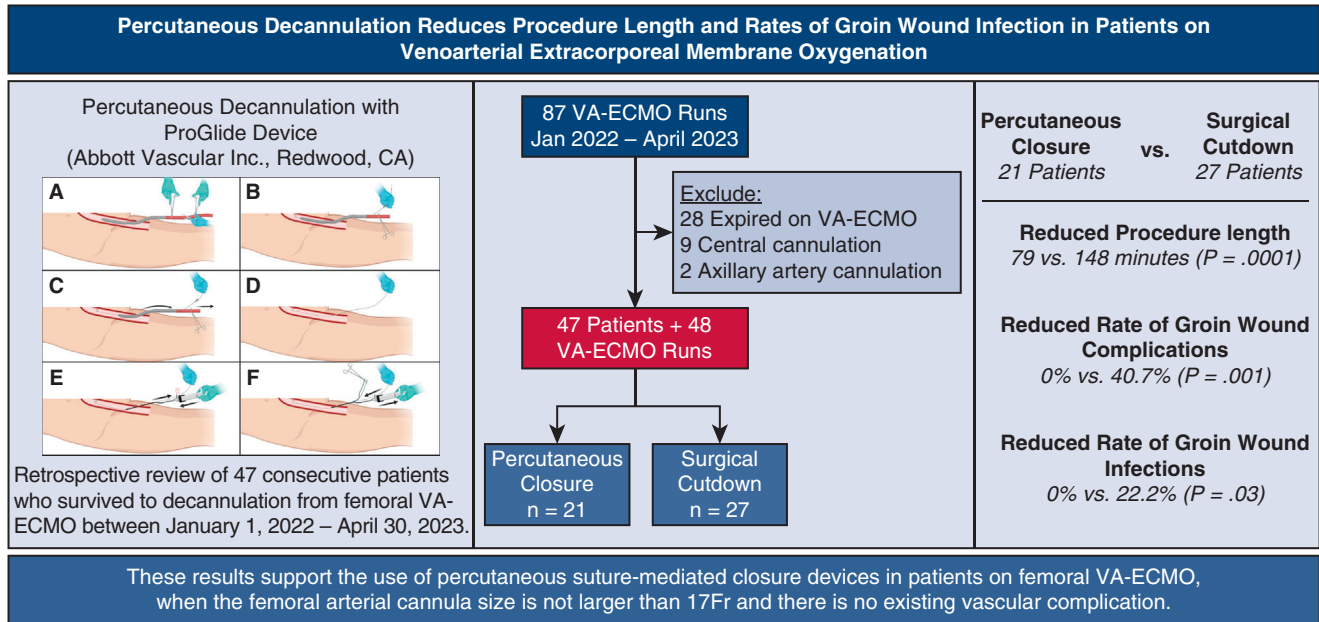 Percutaneous Decannulation Reduces Procedure Length and Rates of Groin Wound Infection in Patients on
Venoarterial Extracorporeal Membrane Oxygenation
Percutaneous Decannulation with
ProGlide Device
(Abbott Vascular Inc., Redwood, CA)
A
B
C
D
E
F
Retrospective review of 47 consecutive patients
who survived to decannulation from femoral VA-
ECMO between January 1, 2022 – April 30, 2023.
87 VA-ECMO Runs
Jan 2022 – April 2023
Exclude:
28 Expired on VA-ECMO
9 Central cannulation
2 Axillary artery cannulation
47 Patients + 48
VA-ECMO Runs
Percutaneous
Closure
n = 21
Surgical
Cutdown
n = 27
Percutaneous
Closure
21 Patients
vs.
Surgical
Cutdown
27 Patients
Reduced Procedure length
79 vs. 148 minutes (P = .0001)
Reduced Rate of Groin Wound
Complications
0% vs. 40.7% (P = .001)
Reduced Rate of Groin Wound
Infections
0% vs. 22.2% (P = .03)
These results support the use of percutaneous suture-mediated closure devices in patients on femoral VA-ECMO,
when the femoral arterial cannula size is not larger than 17Fr and there is no existing vascular complication.